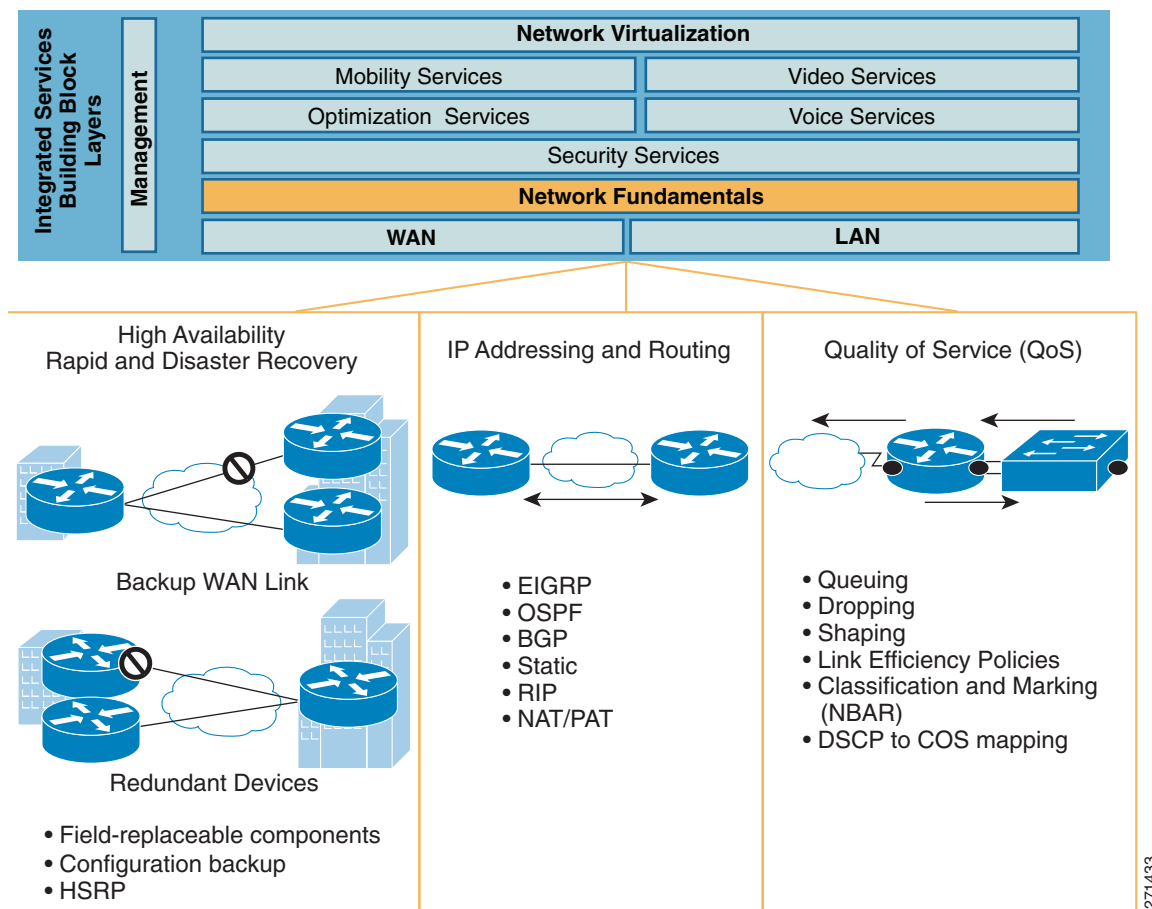 Integrated Services
Building Block
Layers
Management
Network Virtualization
Mobility Services
Video Services
Optimization Services
Voice Services
Security Services
Network Fundamentals
WAN
LAN
High Availability
Rapid and Disaster Recovery
Backup WAN Link
Redundant Devices
• Field-replaceable components
• Configuration backup
• HSRP
IP Addressing and Routing
• EIGRP
• OSPF
• BGP
• Static
• RIP
• NAT/PAT
Quality of Service (QoS)
• Queuing
• Dropping
• Shaping
• Link Efficiency Policies
• Classification and Marking
(NBAR)
• DSCP to COS mapping
271433